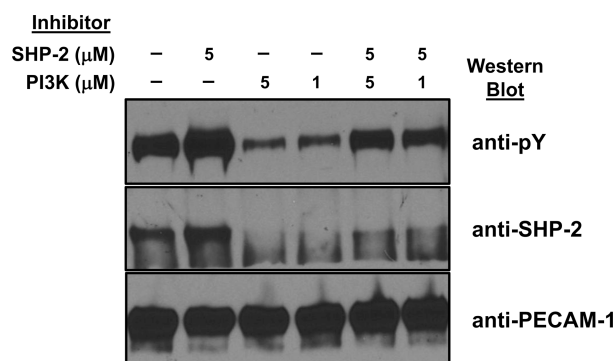 Inhibitor
SHP-2 (μM) – 5 – – 5 5
PI3K (μM) – – 5 1 5 1
Western
Blot
anti-pY
anti-SHP-2
anti-PECAM-1